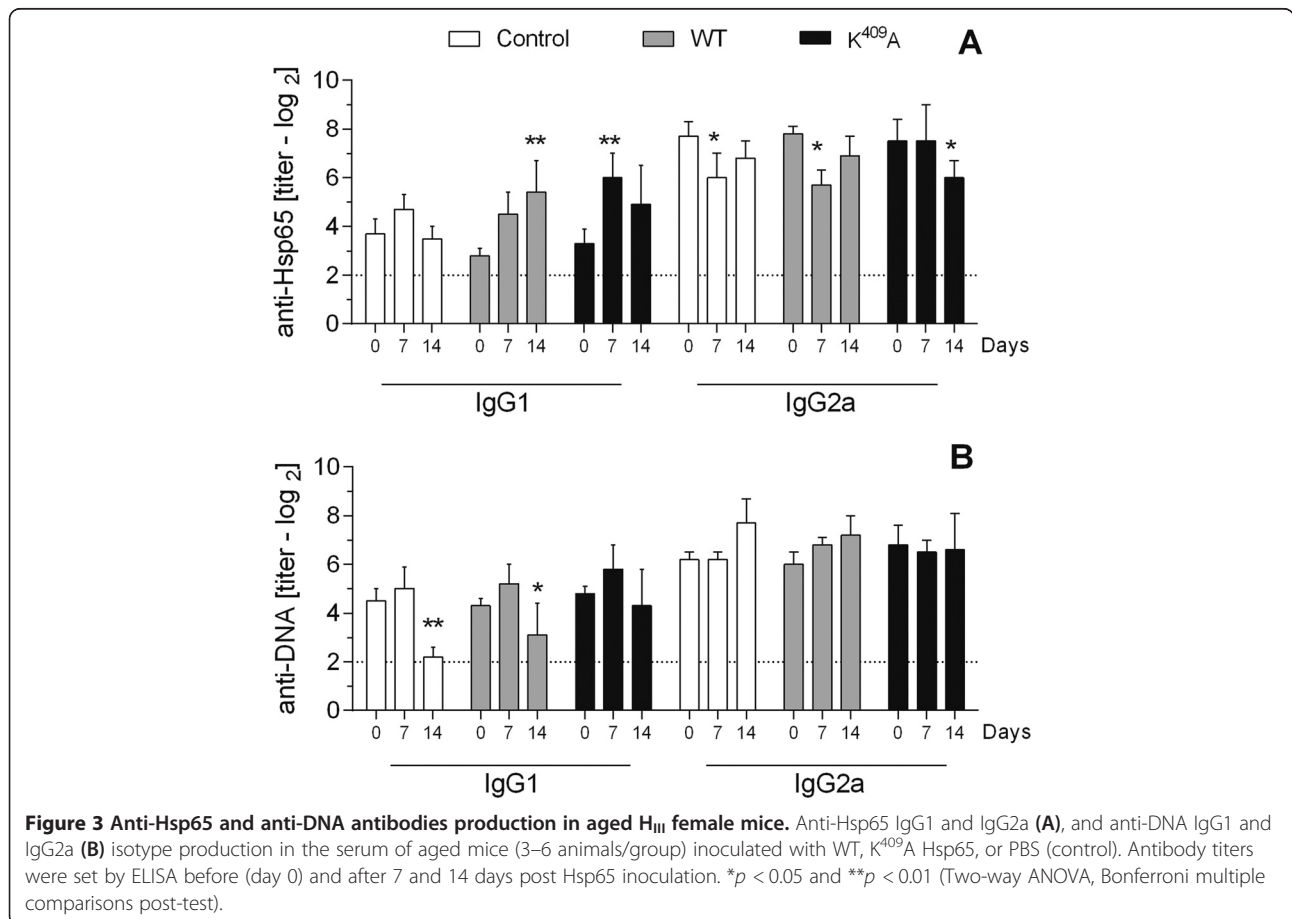 Control WT K⁴⁰⁹A
A
anti-Hsp65 [titer - log ₂]
10
8
6
4
2
0
** ** * * *
0 7 14 0 7 14 0 7 14 0 7 14 0 7 14 0 7 14 Days
IgG1 IgG2a
B
anti-DNA [titer - log ₂]
10
8
6
4
2
0
** *
0 7 14 0 7 14 0 7 14 0 7 14 0 7 14 0 7 14 Days
IgG1 IgG2a
Figure 3 Anti-Hsp65 and anti-DNA antibodies production in aged H_III female mice. Anti-Hsp65 IgG1 and IgG2a (A), and anti-DNA IgG1 and
IgG2a (B) isotype production in the serum of aged mice (3–6 animals/group) inoculated with WT, K⁴⁰⁹A Hsp65, or PBS (control). Antibody titers
were set by ELISA before (day 0) and after 7 and 14 days post Hsp65 inoculation. *p < 0.05 and **p < 0.01 (Two-way ANOVA, Bonferroni multiple
comparisons post-test).